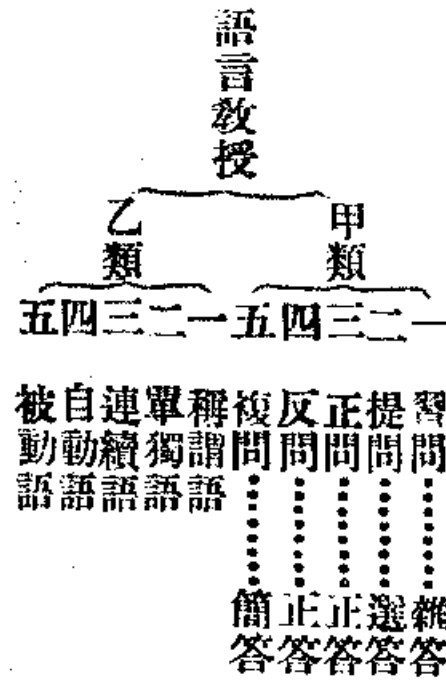 語言敎授
甲類
一 習問………雜答
二 提問………選答
三 正問………正答
四 反問………正答
五 複問………簡答
乙類
一 稱謂語
二 單獨語
三 連續語
四 自動語
五 被動語